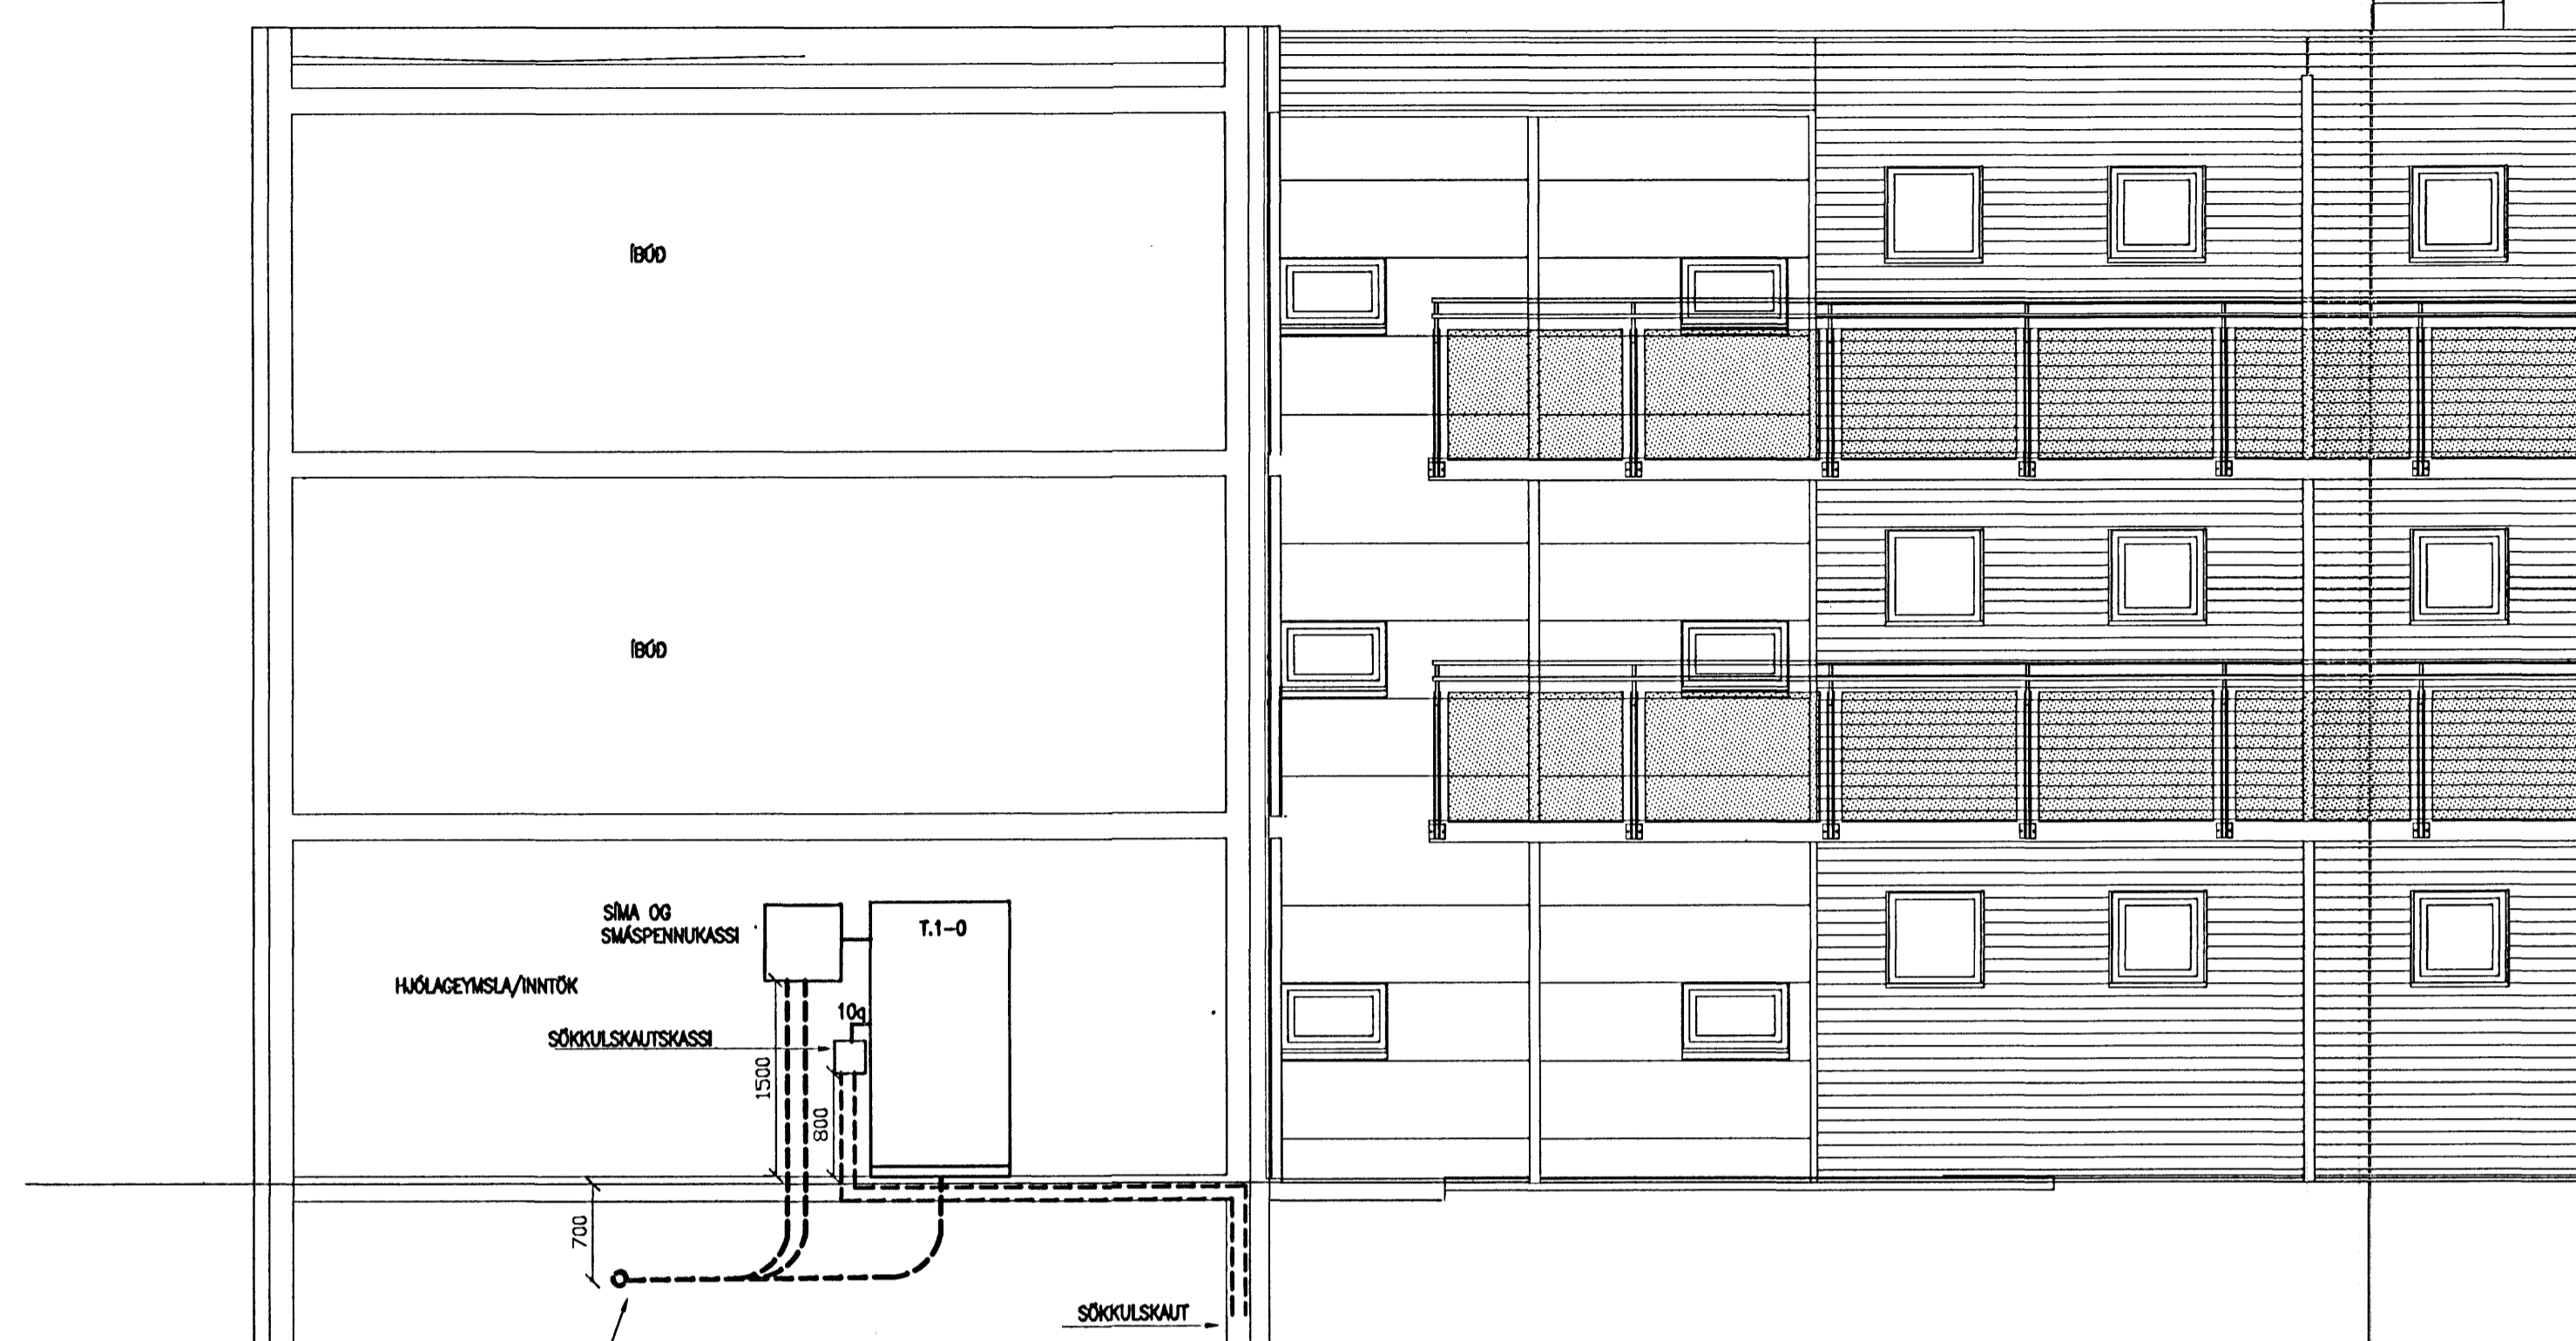 ÍBÚÐ
ÍBÚÐ
SÍMA OG
SMÁSPENNUKASSI
T.1-0
HJÓLAGEYMSLA/INNTÖK
10q
SÖKKULSKAUTSKASSI
1500
800
700
SÖKKULSKAUT